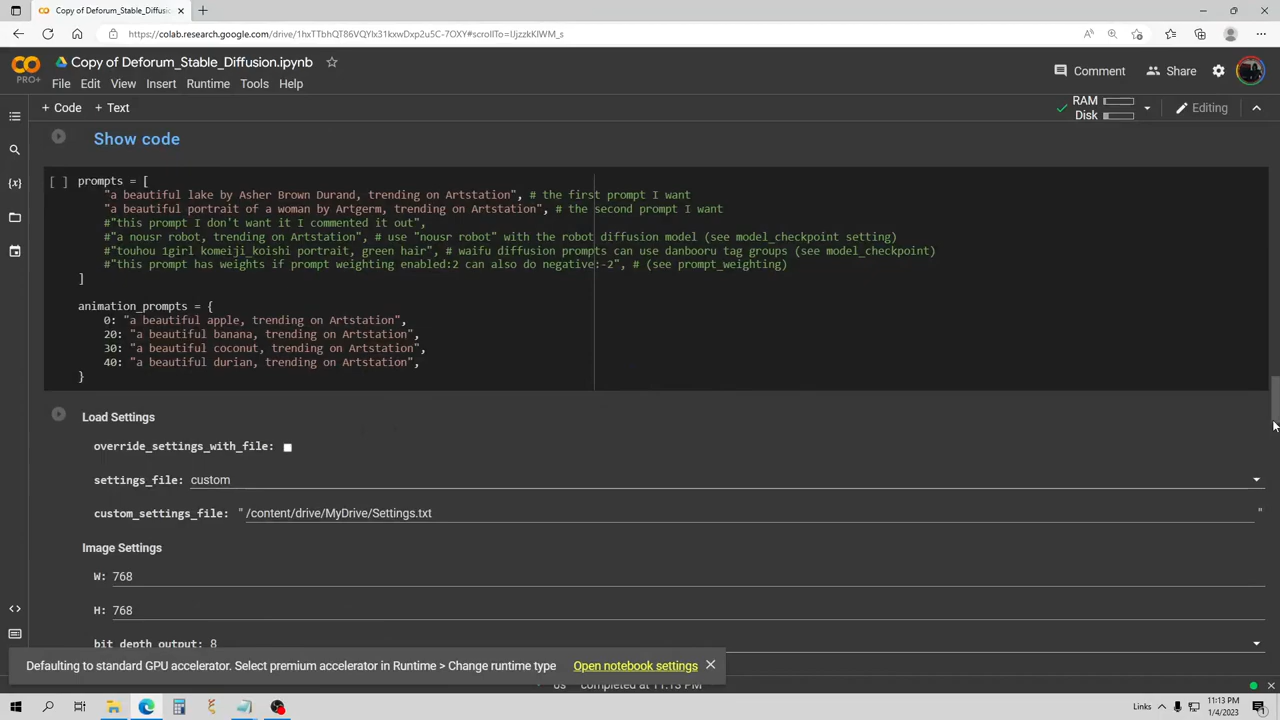 Copy of Deforum_Stable_Diffusi
https://colab.research.google.com/drive/1hxTTbhQT86VQYlx31kxwDxp2u5C-7OXY#scrollTo=lJjzzkKIWM_s
CO
PRO+
Copy of Deforum_Stable_Diffusion.ipynb
Comment
Share
File Edit View Insert Runtime Tools Help
+ Code + Text
RAM
Disk
Editing
Show code
[ ] prompts = [
"a beautiful lake by Asher Brown Durand, trending on Artstation", # the first prompt I want
"a beautiful portrait of a woman by Artgerm, trending on Artstation", # the second prompt I want
#"this prompt I don't want it I commented it out",
#"a nousr robot, trending on Artstation", # use "nousr robot" with the robot diffusion model (see model_checkpoint setting)
#"touhou 1girl komeiji_koishi portrait, green hair", # waifu diffusion prompts can use danbooru tag groups (see model_checkpoint)
#"this prompt has weights if prompt weighting enabled:2 can also do negative:-2", # (see prompt_weighting)
]
animation_prompts = {
0: "a beautiful apple, trending on Artstation",
20: "a beautiful banana, trending on Artstation",
30: "a beautiful coconut, trending on Artstation",
40: "a beautiful durian, trending on Artstation",
}
Load Settings
override_settings_with_file:
settings_file: custom
custom_settings_file: "/content/drive/MyDrive/Settings.txt"
Image Settings
W: 768
H: 768
bit_depth_output: 8
Defaulting to standard GPU accelerator. Select premium accelerator in Runtime > Change runtime type Open notebook settings
0s completed at 11:13 PM
Links
11:13 PM
1/4/2023